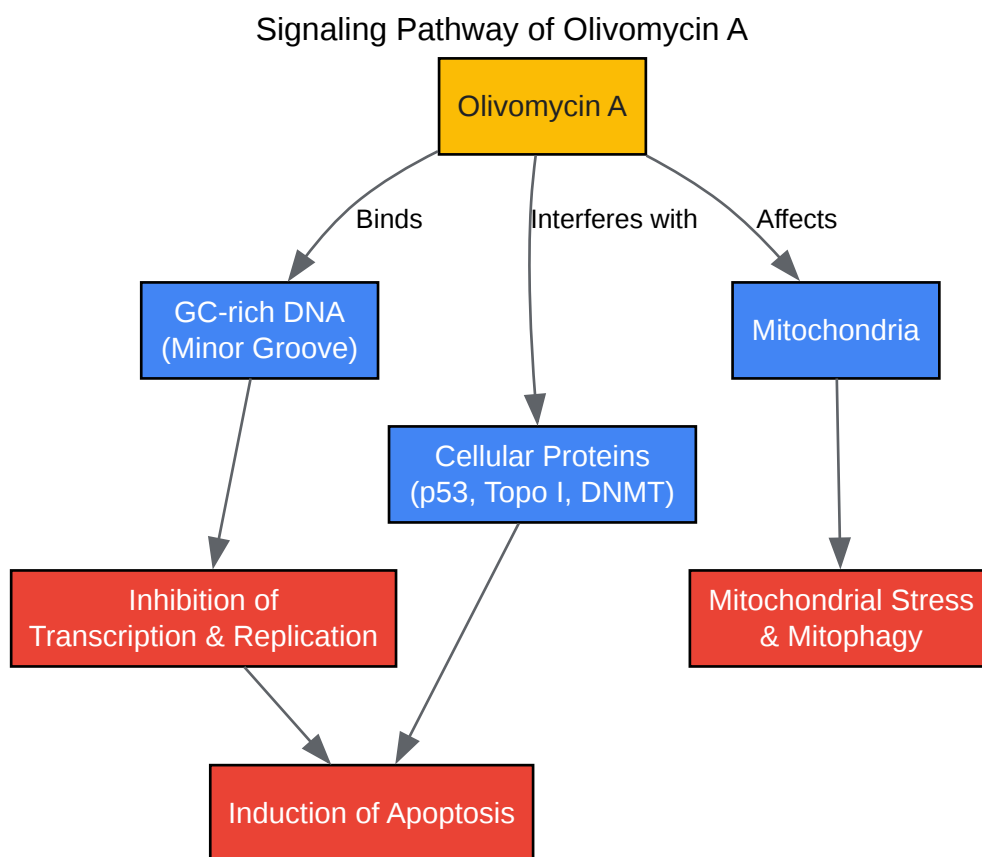 Signaling Pathway of Olivomycin A
Olivomycin A
Binds
Interferes with
Affects
GC-rich DNA
(Minor Groove)
Mitochondria
Cellular Proteins
(p53, Topo I, DNMT)
Inhibition of
Transcription & Replication
Mitochondrial Stress
& Mitophagy
Induction of Apoptosis